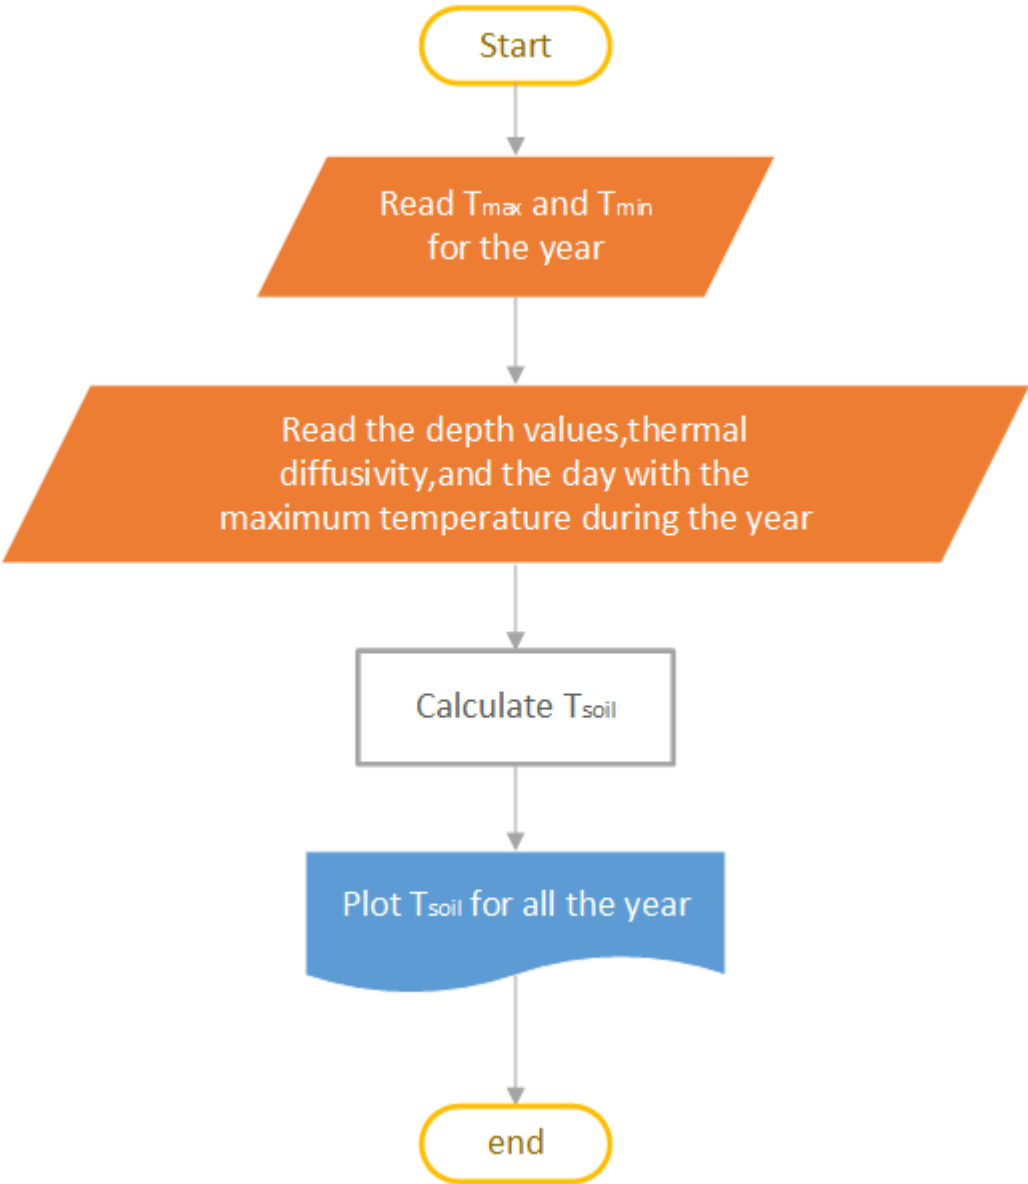 Start
Read Tmax and Tmin
for the year
Read the depth values,thermal
diffusivity,and the day with the
maximum temperature during the year
Calculate Tsoil
Plot Tsoil for all the year
end